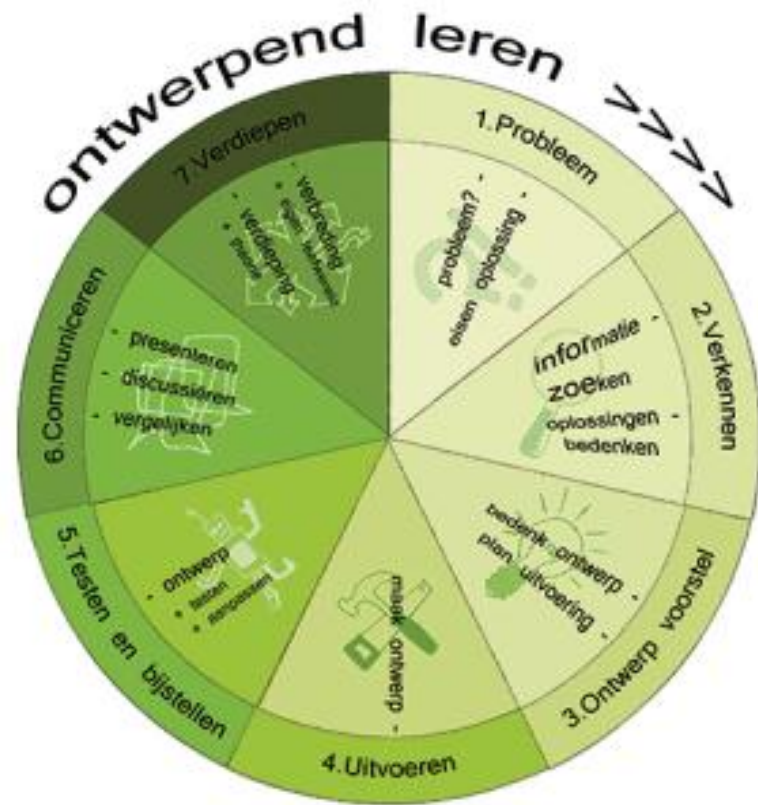 ontwerpend leren >>>>
1.Probleem
- probleem?
- eisen oplossing
2.Verkennen
- informatie
zoeken
- oplossingen
bedenken
3.Ontwerp voorstel
- bedenk ontwerp
- plan uitvoering
4.Uitvoeren
- maak ontwerp
5.Testen en bijstellen
- ontwerp
• testen
• aanpassen
6.Communiceren
- presenteren
- discussiëren
- vergelijken
7.Verdiepen
- verbreding
• eigen
- verdieping
• theorie